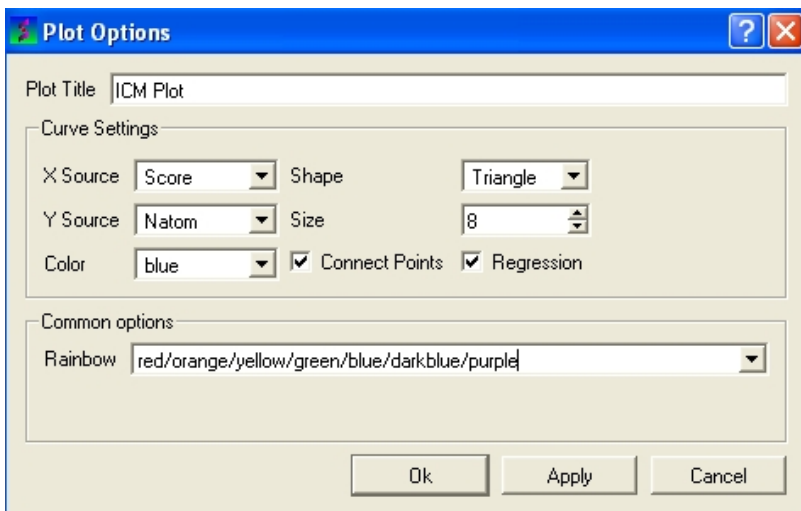 Plot Options
Plot Title ICM Plot
Curve Settings
X Source Score Shape Triangle
Y Source Natom Size 8
Color blue Connect Points Regression
Common options
Rainbow red/orange/yellow/green/blue/darkblue/purple
Ok Apply Cancel